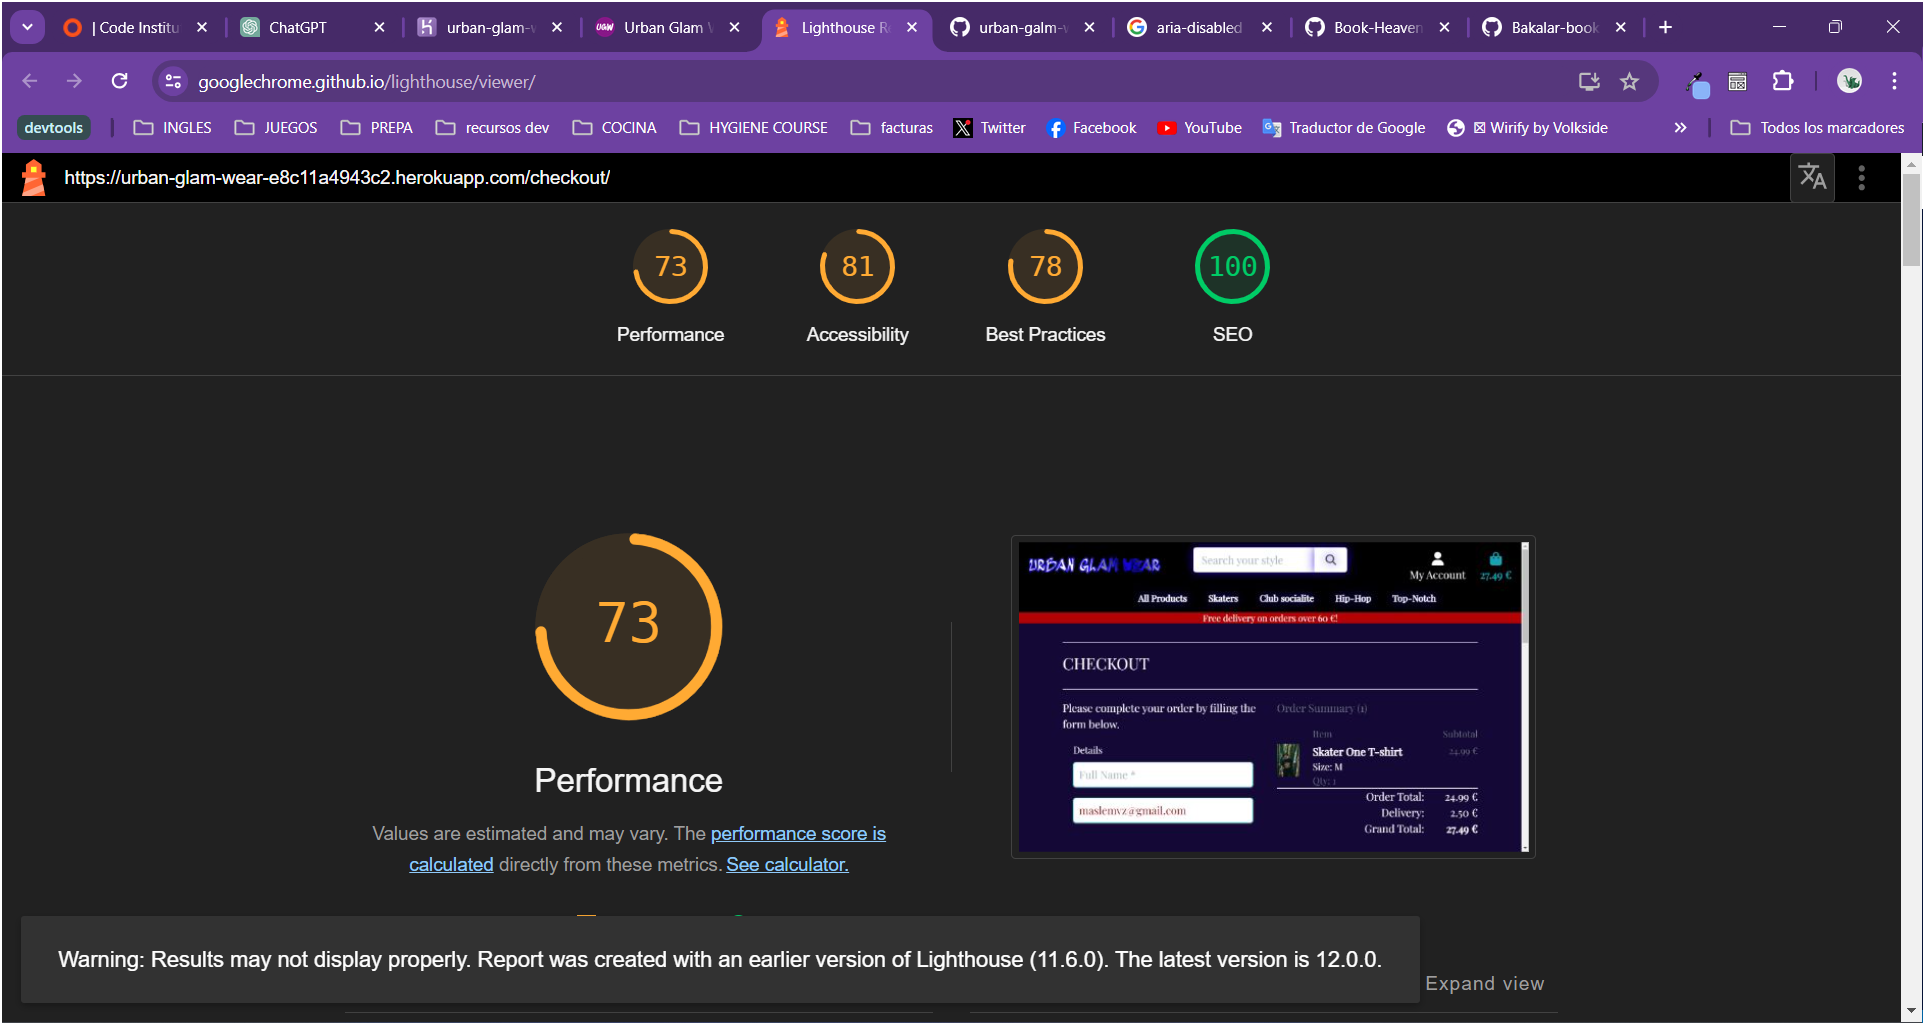 | Code Institu
ChatGPT
urban-glam-w
Urban Glam W
Lighthouse Re
urban-galm-w
aria-disabled
Book-Heaven
Bakalar-book
googlechrome.github.io/lighthouse/viewer/
devtools
INGLES
JUEGOS
PREPA
recursos dev
COCINA
HYGIENE COURSE
facturas
Twitter
Facebook
YouTube
Traductor de Google
Wirify by Volkside
Todos los marcadores
https://urban-glam-wear-e8c11a4943c2.herokuapp.com/checkout/
73
81
78
100
Performance
Accessibility
Best Practices
SEO
73
Performance
Values are estimated and may vary. The performance score is
calculated directly from these metrics. See calculator.
URBAN GLAM WEAR
Search your style
My Account
27.49 €
All Products
Skaters
Club socialite
Hip-Hop
Top-Notch
Free delivery on orders over 60 €!
CHECKOUT
Please complete your order by filling the
form below.
Details
Full Name *
maslemvz@gmail.com
Order Summary (1)
Item
Subtotal
Skater One T-shirt
24.99 €
Size: M
Qty: 1
Order Total: 24.99 €
Delivery: 2.50 €
Grand Total: 27.49 €
Warning: Results may not display properly. Report was created with an earlier version of Lighthouse (11.6.0). The latest version is 12.0.0.
Expand view